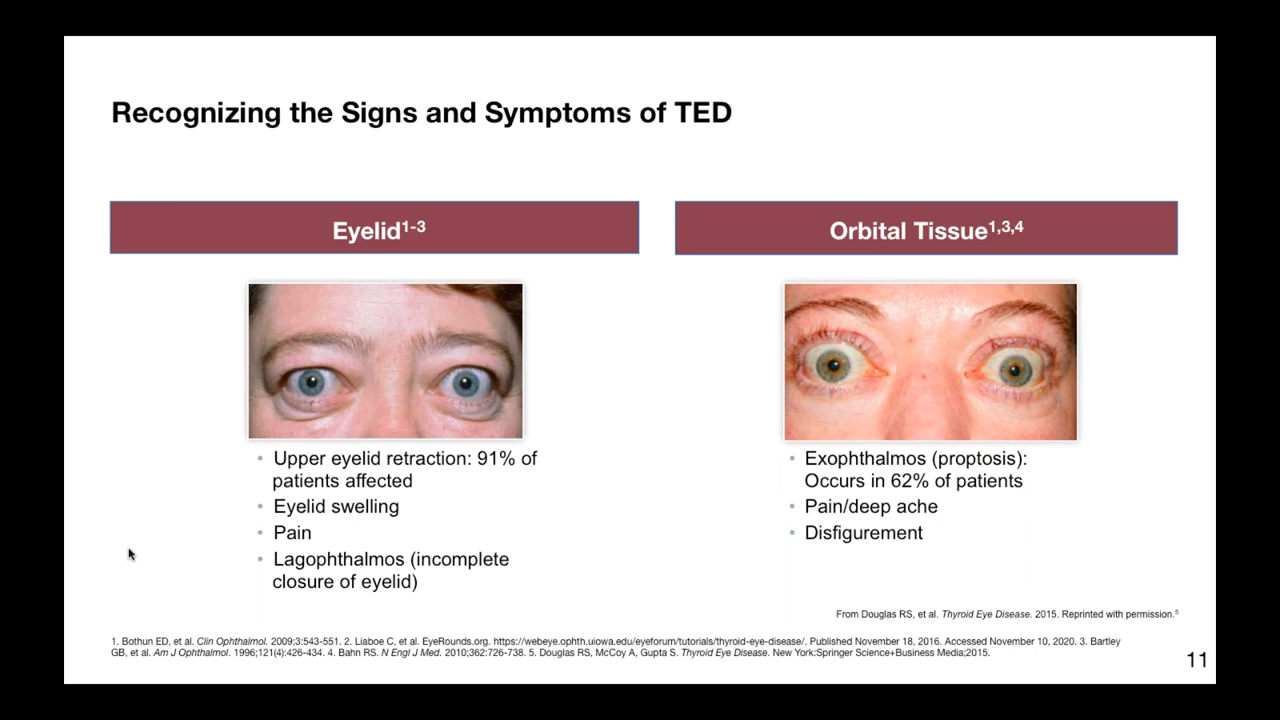 Recognizing the Signs and Symptoms of TED
Eyelid1-3
Upper eyelid retraction: 91% of
patients affected
Eyelid swelling
Pain
Lagophthalmos (incomplete
closure of eyelid)
Orbital Tissue1,3,4
Exophthalmos (proptosis):
Occurs in 62% of patients
Pain/deep ache
Disfigurement
From Douglas RS, et al. Thyroid Eye Disease. 2015. Reprinted with permission.5
1. Bothun ED, et al. Clin Ophthalmol. 2009;3:543-551. 2. Liaboe C, et al. EyeRounds.org. https://webeye.ophth.uiowa.edu/eyeforum/tutorials/thyroid-eye-disease/. Published November 18, 2016. Accessed November 10, 2020. 3. Bartley
GB, et al. Am J Ophthalmol. 1996;121(4):426-434. 4. Bahn RS. N Engl J Med. 2010;362:726-738. 5. Douglas RS, McCoy A, Gupta S. Thyroid Eye Disease. New York:Springer Science+Business Media;2015.
11